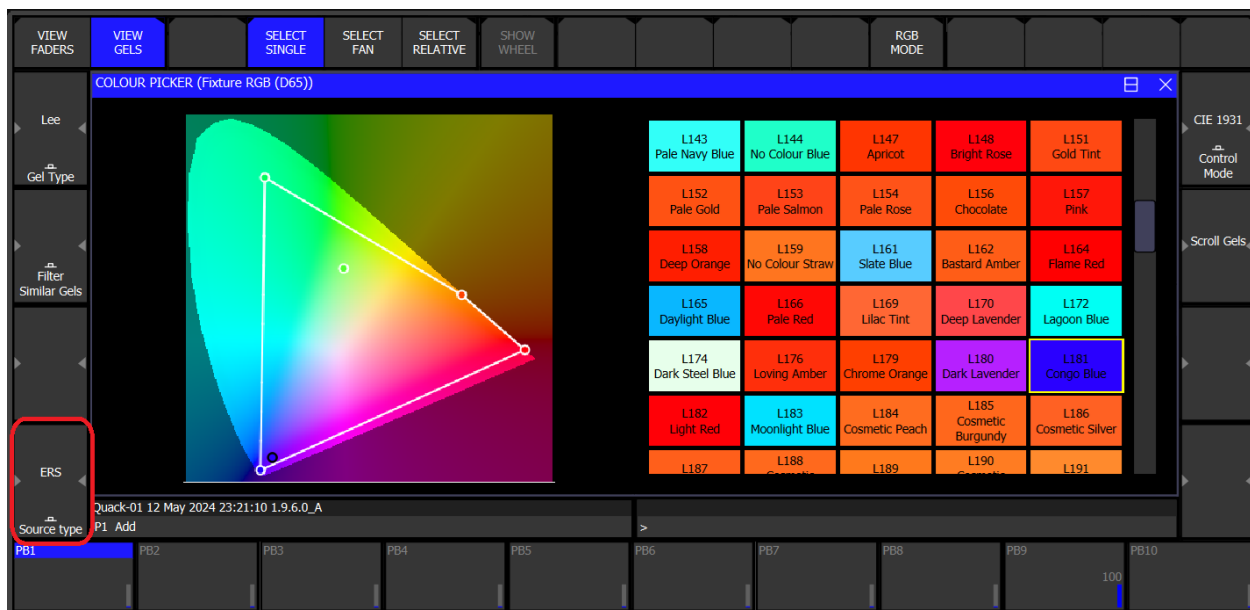 VIEW
FADERS
VIEW
GELS
SELECT
SINGLE
SELECT
FAN
SELECT
RELATIVE
SHOW
WHEEL
RGB
MODE
COLOUR PICKER (Fixture RGB (D65))
Lee
Gel Type
Filter
Similar Gels
ERS
Source type
L143
Pale Navy Blue
L144
No Colour Blue
L147
Apricot
L148
Bright Rose
L151
Gold Tint
L152
Pale Gold
L153
Pale Salmon
L154
Pale Rose
L156
Chocolate
L157
Pink
L158
Deep Orange
L159
No Colour Straw
L161
Slate Blue
L162
Bastard Amber
L164
Flame Red
L165
Daylight Blue
L166
Pale Red
L169
Lilac Tint
L170
Deep Lavender
L172
Lagoon Blue
L174
Dark Steel Blue
L176
Loving Amber
L179
Chrome Orange
L180
Dark Lavender
L181
Congo Blue
L182
Light Red
L183
Moonlight Blue
L184
Cosmetic Peach
L185
Cosmetic
Burgundy
L186
Cosmetic Silver
L187
L188
L189
L190
L191
CIE 1931
Control
Mode
Scroll Gels
Quack-01 12 May 2024 23:21:10 1.9.6.0_A
P1 Add
>
PB1
PB2
PB3
PB4
PB5
PB6
PB7
PB8
PB9
100
PB10